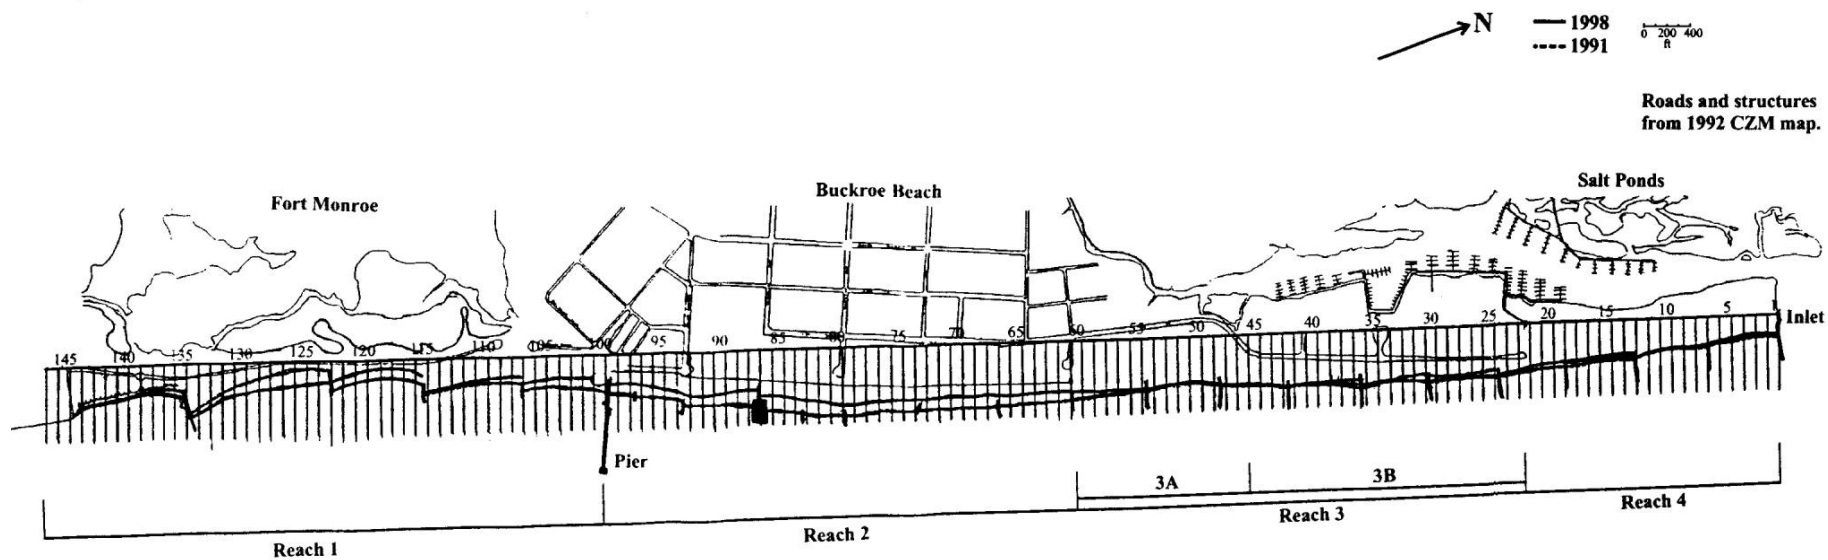 N
1998
1991
0 200 400
ft
Roads and structures
from 1992 CZM map.
Salt Ponds
Buckroe Beach
Fort Monroe
145 140 135 130 125 120 115 110 105 100 95 90 85 80 75 70 65 60 55 50 45 40 35 30 25 20 15 10 5 1
Inlet
Pier
3A
3B
Reach 1
Reach 2
Reach 3
Reach 4